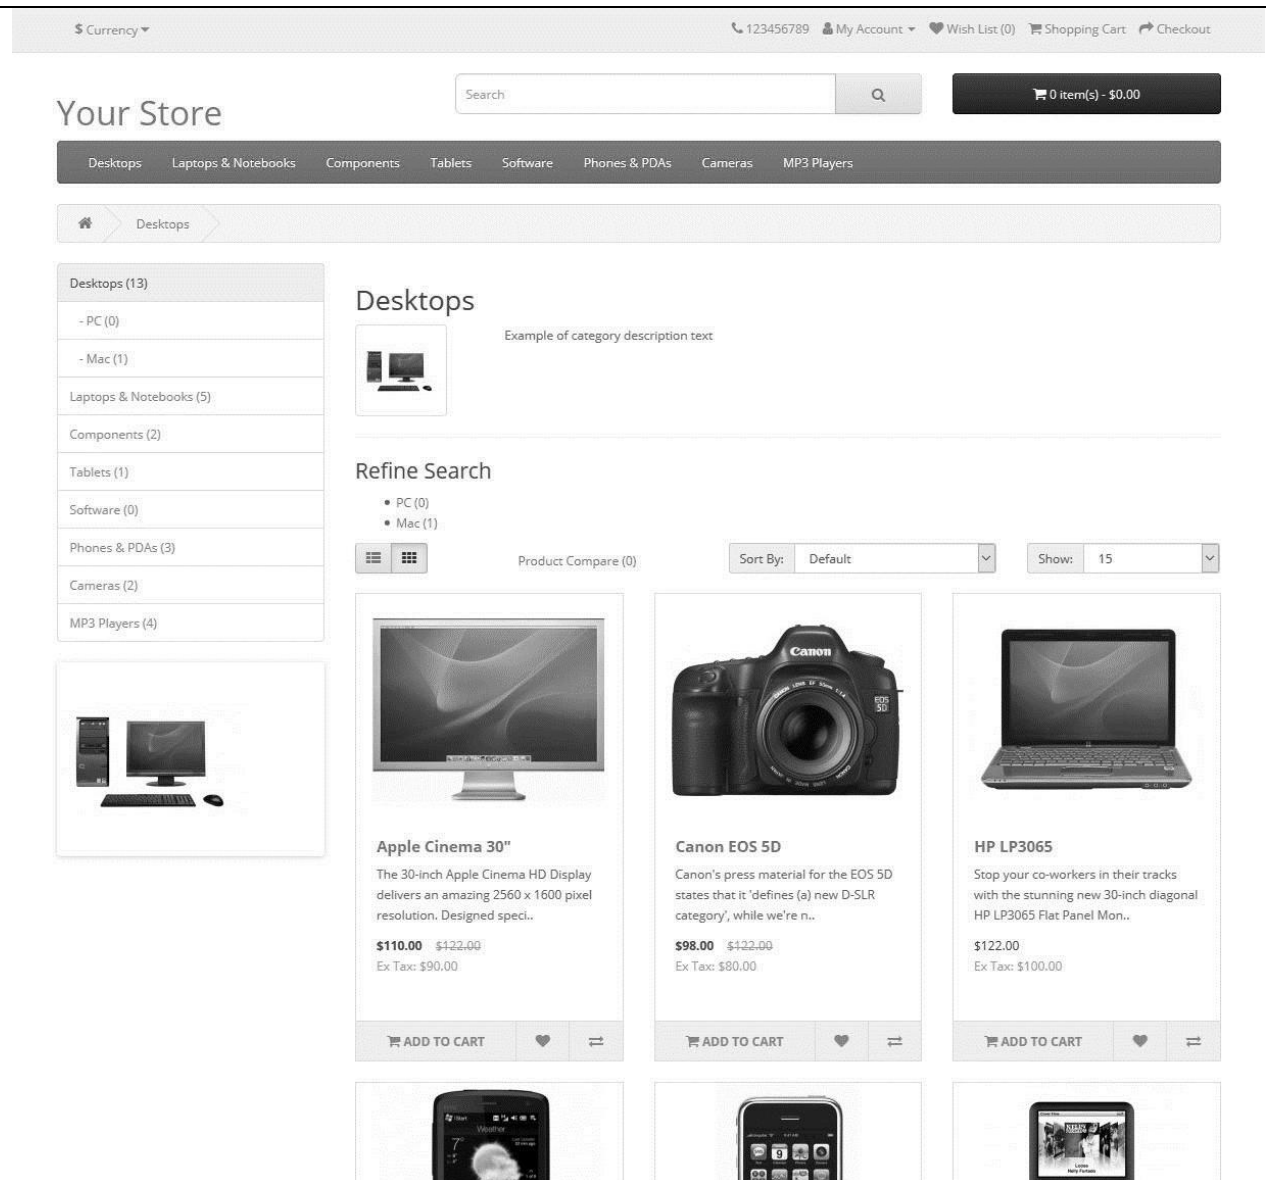 $ Currency
123456789 My Account Wish List (0) Shopping Cart Checkout
Your Store
Search
0 item(s) - $0.00
Desktops Laptops & Notebooks Components Tablets Software Phones & PDAs Cameras MP3 Players
Desktops
Desktops (13)
- PC (0)
- Mac (1)
Laptops & Notebooks (5)
Components (2)
Tablets (1)
Software (0)
Phones & PDAs (3)
Cameras (2)
MP3 Players (4)
Desktops
Example of category description text
Refine Search
• PC (0)
• Mac (1)
Product Compare (0)
Sort By: Default
Show: 15
Canon
EOS
5D
Apple Cinema 30"
The 30-inch Apple Cinema HD Display
delivers an amazing 2560 x 1600 pixel
resolution. Designed speci..
$110.00 $122.00
Ex Tax: $90.00
ADD TO CART
Canon EOS 5D
Canon's press material for the EOS 5D
states that it 'defines (a) new D-SLR
category', while we're n..
$98.00 $122.00
Ex Tax: $80.00
ADD TO CART
HP LP3065
Stop your co-workers in their tracks
with the stunning new 30-inch diagonal
HP LP3065 Flat Panel Mon..
$122.00
Ex Tax: $100.00
ADD TO CART
Start
Weather
7°
9
Nelly Furtado